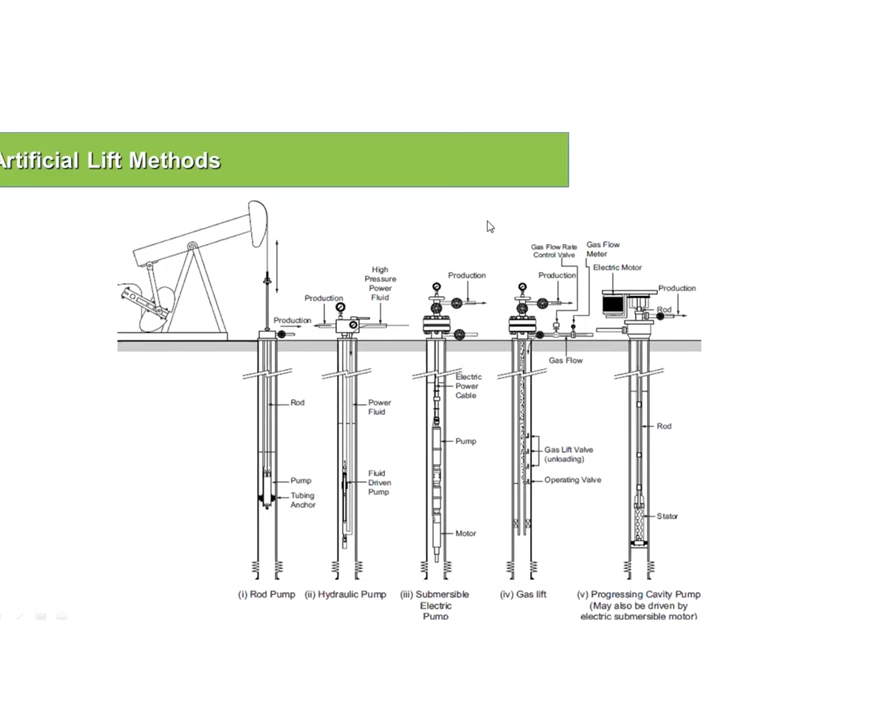 Artificial Lift Methods
Gas Flow Rate
Control Valve
Gas Flow
Meter
Electric Motor
High
Pressure
Power
Fluid
Production
Production
Production
Production
Production
Rod
Gas Flow
Rod
Power
Fluid
Electric
Power
Cable
Rod
Pump
Gas Lift Valve
(unloading)
Fluid
Driven
Pump
Pump
Tubing
Anchor
Operating Valve
Stator
Motor
(i) Rod Pump
(ii) Hydraulic Pump
(iii) Submersible
Electric
Pump
(iv) Gas lift
(v) Progressing Cavity Pump
(May also be driven by
electric submersible motor)